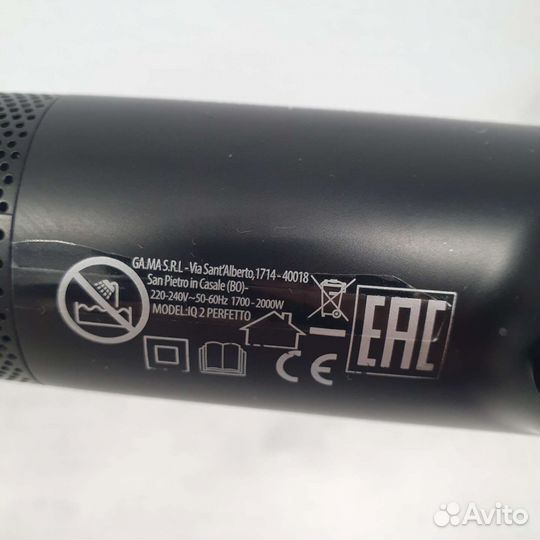 GA.MA S.R.L - Via Sant'Alberto,1714 - 40018
San Pietro in Casale (BO)-
220-240V~50-60Hz 1700 - 2000W
MODEL:IQ 2 PERFETTO
CE
EAC
Avito